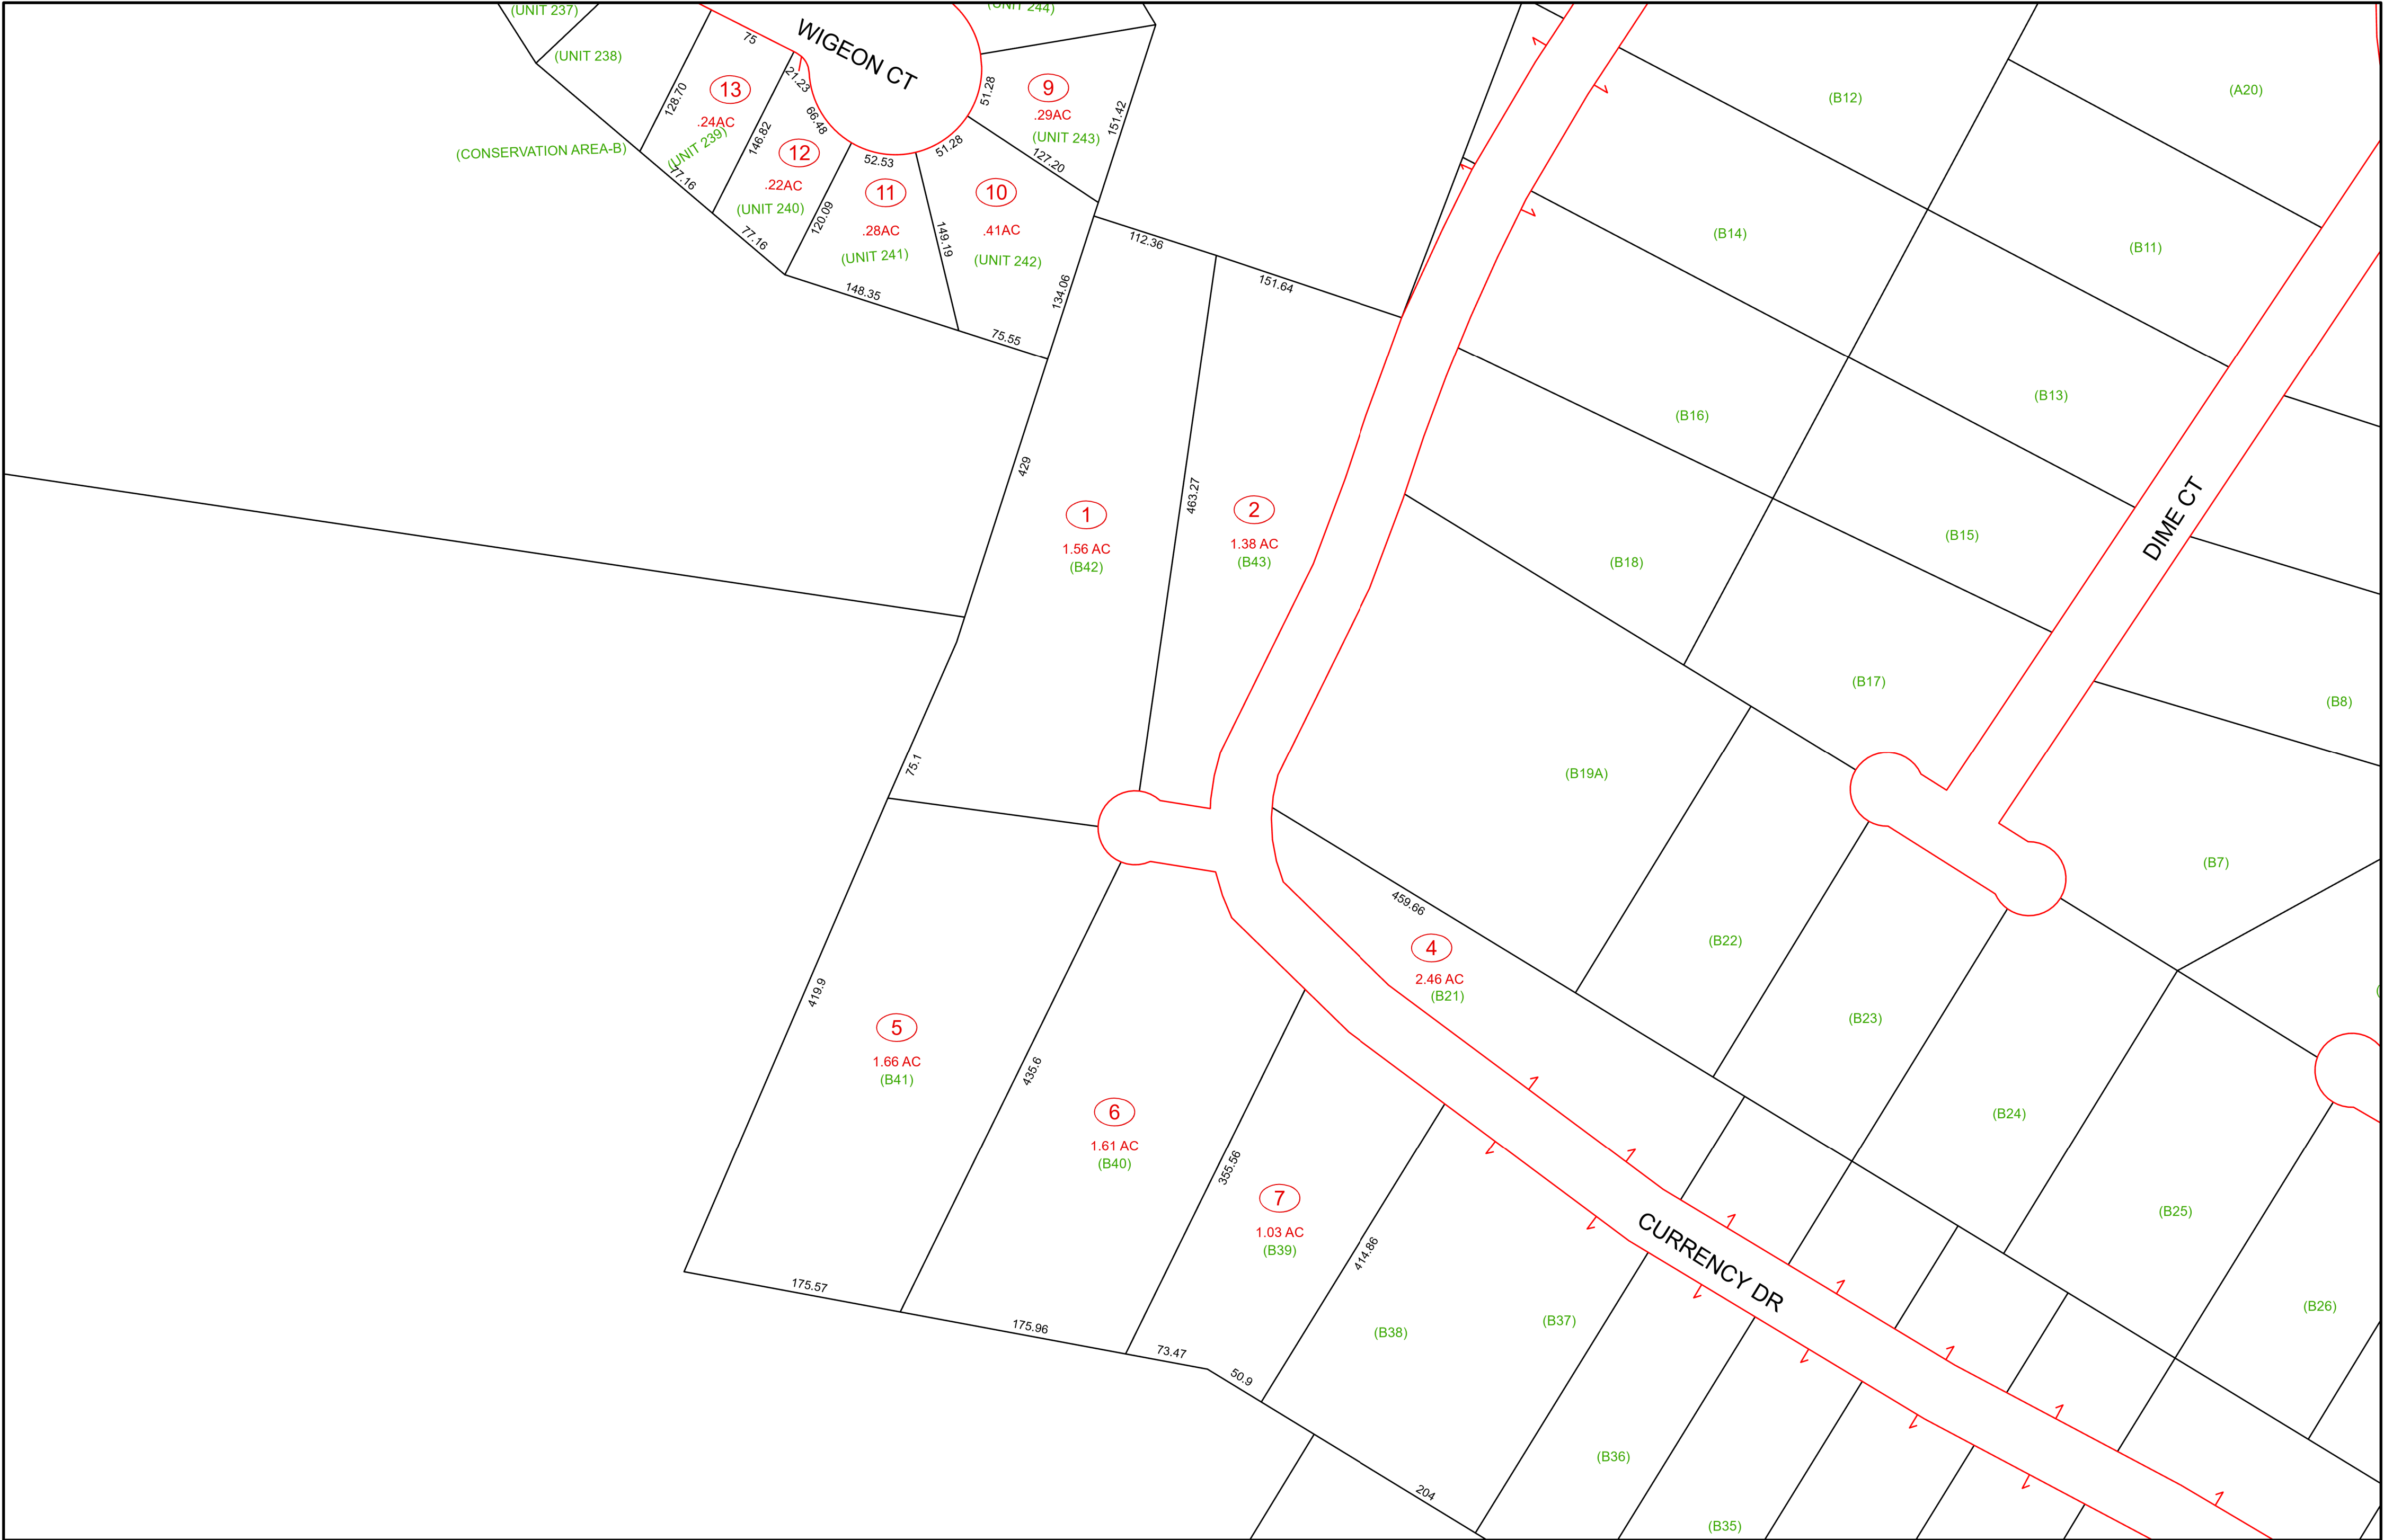 (UNIT 237)
(UNIT 244)
WIGEON CT
75
(UNIT 238)
13
.24AC
(UNIT 239)
128.70
21.23
66.48
146.82
77.16
(CONSERVATION AREA-B)
12
.22AC
(UNIT 240)
77.16
120.09
52.53
11
.28AC
(UNIT 241)
148.35
149.19
51.28
51.28
10
.41AC
(UNIT 242)
75.55
9
.29AC
(UNIT 243)
151.42
127.20
134.06
112.36
151.64
(B12)
(A20)
(B14)
(B11)
(B16)
(B13)
(B18)
(B15)
DIME CT
(B17)
(B8)
(B7)
429
1
1.56 AC
(B42)
463.27
2
1.38 AC
(B43)
75.1
(B19A)
459.66
4
2.46 AC
(B21)
(B22)
(B23)
(B24)
(B25)
(B26)
419.9
5
1.66 AC
(B41)
435.6
6
1.61 AC
(B40)
355.56
7
1.03 AC
(B39)
414.86
CURRENCY DR
175.57
175.96
73.47
50.9
(B38)
(B37)
(B36)
204
(B35)